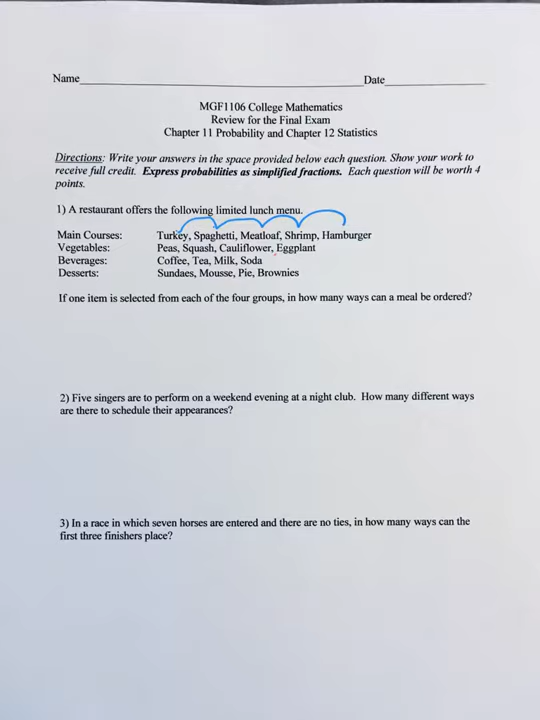 Name____________________ Date____________________
MGF1106 College Mathematics
Review for the Final Exam
Chapter 11 Probability and Chapter 12 Statistics
Directions: Write your answers in the space provided below each question. Show your work to
receive full credit. Express probabilities as simplified fractions. Each question will be worth 4
points.
1) A restaurant offers the following limited lunch menu.
Main Courses: Turkey, Spaghetti, Meatloaf, Shrimp, Hamburger
Vegetables: Peas, Squash, Cauliflower, Eggplant
Beverages: Coffee, Tea, Milk, Soda
Desserts: Sundaes, Mousse, Pie, Brownies
If one item is selected from each of the four groups, in how many ways can a meal be ordered?
2) Five singers are to perform on a weekend evening at a night club. How many different ways
are there to schedule their appearances?
3) In a race in which seven horses are entered and there are no ties, in how many ways can the
first three finishers place?